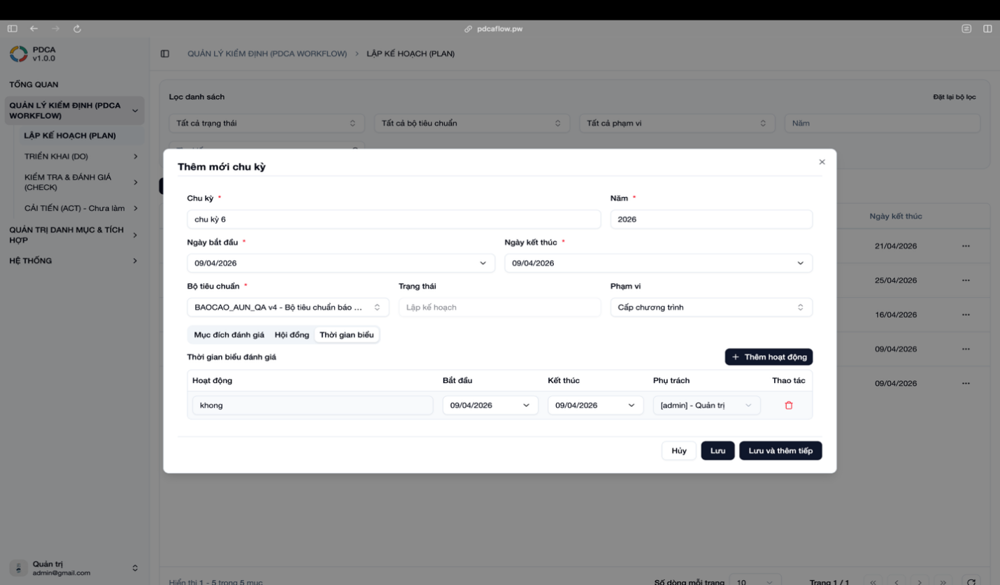 pdcaflow.pw
PDCA
v1.0.0
QUẢN LÝ KIỂM ĐỊNH (PDCA WORKFLOW) > LẬP KẾ HOẠCH (PLAN)
TỔNG QUAN
QUẢN LÝ KIỂM ĐỊNH (PDCA
WORKFLOW)
LẬP KẾ HOẠCH (PLAN)
TRIỂN KHAI (DO)
KIỂM TRA & ĐÁNH GIÁ
(CHECK)
CẢI TIẾN (ACT) - Chưa làm
QUẢN TRỊ DANH MỤC & TÍCH
HỢP
HỆ THỐNG
Lọc danh sách
Đặt lại bộ lọc
Tất cả trạng thái
Tất cả bộ tiêu chuẩn
Tất cả phạm vi
Năm
Thêm mới chu kỳ
Chu kỳ *
Năm *
chu kỳ 6
2026
Ngày bắt đầu *
Ngày kết thúc *
09/04/2026
09/04/2026
Bộ tiêu chuẩn *
Trạng thái
Phạm vi
BAOCAO_AUN_QA v4 - Bộ tiêu chuẩn báo ...
Lập kế hoạch
Cấp chương trình
Mục đích đánh giá
Hội đồng
Thời gian biểu
Thời gian biểu đánh giá
+ Thêm hoạt động
Hoạt động
Bắt đầu
Kết thúc
Phụ trách
Thao tác
khong
09/04/2026
09/04/2026
[admin] - Quản trị
Hủy
Lưu
Lưu và thêm tiếp
Ngày kết thúc
21/04/2026
25/04/2026
16/04/2026
09/04/2026
09/04/2026
Quản trị
admin@gmail.com
Hiển thị 1 - 5 trong 5 mục
Số dòng mỗi trang
10
Trang 1 / 1